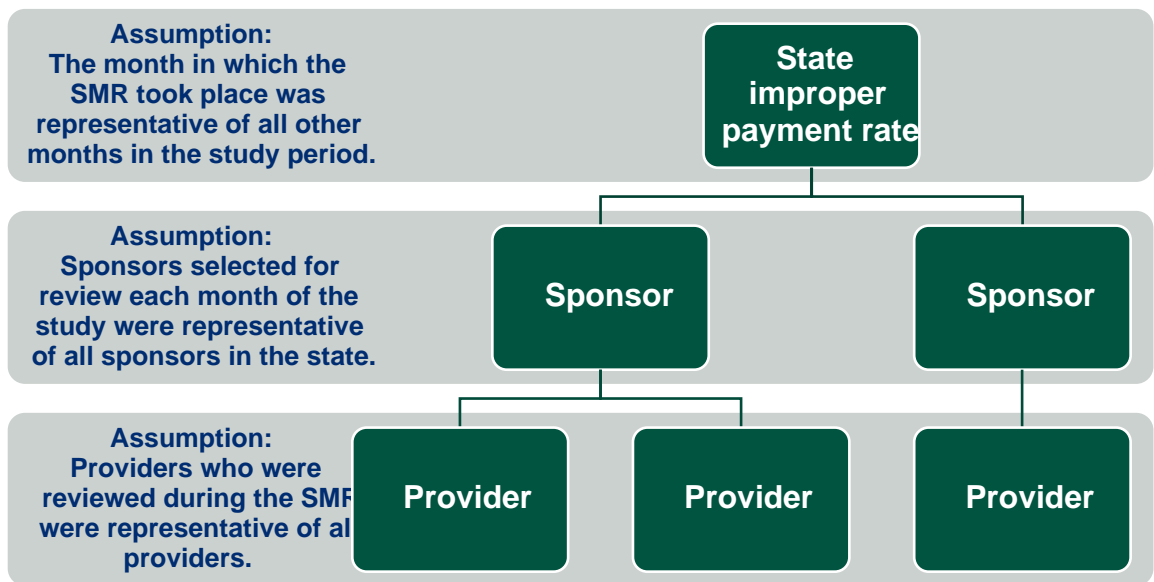 Assumption:
The month in which the
SMR took place was
representative of all other
months in the study period.
State
improper
payment rate
Assumption:
Sponsors selected for
review each month of the
study were representative
of all sponsors in the state.
Sponsor
Sponsor
Assumption:
Providers who were
reviewed during the SMR
were representative of al
providers.
Provider
Provider
Provider